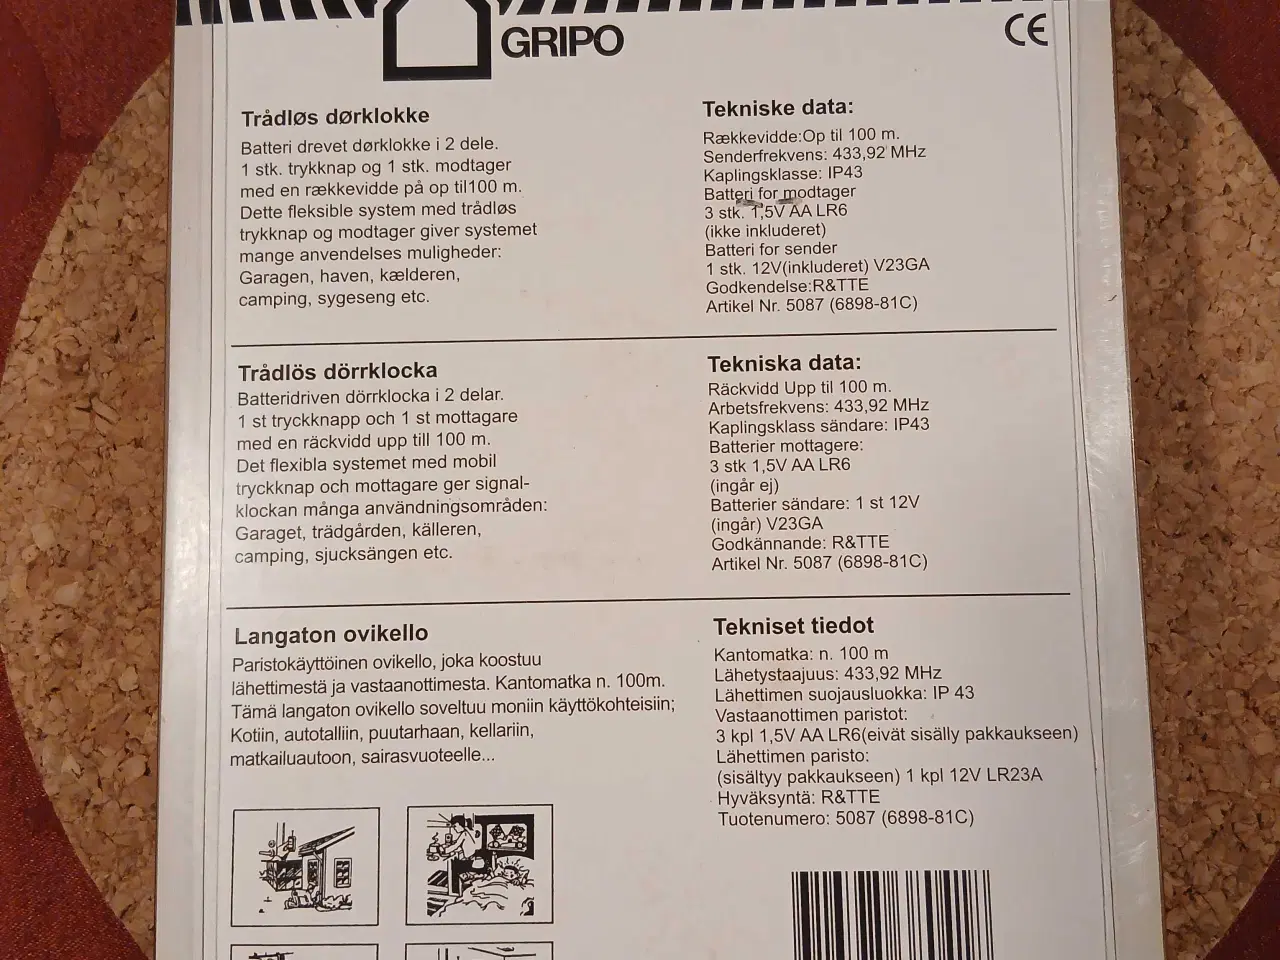 GRIPO
CE
Trådløs dørklokke
Batteri drevet dørklokke i 2 dele.
1 stk. trykknap og 1 stk. modtager
med en rækkevidde på op til100 m.
Dette fleksible system med trådløs
trykknap og modtager giver systemet
mange anvendelses muligheder:
Garagen, haven, kælderen,
camping, sygeseng etc.
Tekniske data:
Rækkevidde:Op til 100 m.
Senderfrekvens: 433,92 MHz
Kaplingsklasse: IP43
Batteri for modtager
3 stk. 1,5V AA LR6
(ikke inkluderet)
Batteri for sender
1 stk. 12V(inkluderet) V23GA
Godkendelse:R&TTE
Artikel Nr. 5087 (6898-81C)
Trådlös dörrklocka
Batteridriven dörrklocka i 2 delar.
1 st tryckknapp och 1 st mottagare
med en räckvidd upp till 100 m.
Det flexibla systemet med mobil
tryckknap och mottagare ger signal-
klockan många användningsområden:
Garaget, trädgården, källeren,
camping, sjucksängen etc.
Tekniska data:
Räckvidd Upp til 100 m.
Arbetsfrekvens: 433,92 MHz
Kaplingsklass sändare: IP43
Batterier mottagere:
3 stk 1,5V AA LR6
(ingår ej)
Batterier sändare: 1 st 12V
(ingår) V23GA
Godkännande: R&TTE
Artikel Nr. 5087 (6898-81C)
Langaton ovikello
Paristokäyttöinen ovikello, joka koostuu
lähettimestä ja vastaanottimesta. Kantomatka n. 100m.
Tämä langaton ovikello soveltuu moniin käyttökohteisiin;
Kotiin, autotalliin, puutarhaan, kellariin,
matkailuautoon, sairasvuoteelle...
Tekniset tiedot
Kantomatka: n. 100 m
Lähetystaajuus: 433,92 MHz
Lähettimen suojausluokka: IP 43
Vastaanottimen paristot:
3 kpl 1,5V AA LR6(eivät sisälly pakkaukseen)
Lähettimen paristo:
(sisältyy pakkaukseen) 1 kpl 12V LR23A
Hyväksyntä: R&TTE
Tuotenumero: 5087 (6898-81C)